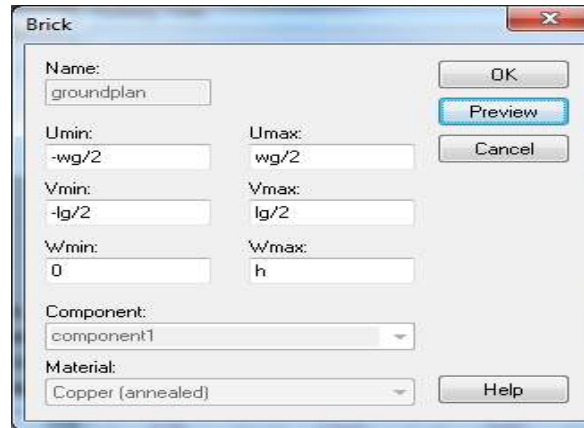 Brick
Name:
groundplan
OK
Preview
Cancel
Umin:
Umax:
-wg/2
wg/2
Vmin:
Vmax:
-lg/2
lg/2
Wmin:
Wmax:
0
h
Component:
component1
Material:
Copper (annealed)
Help